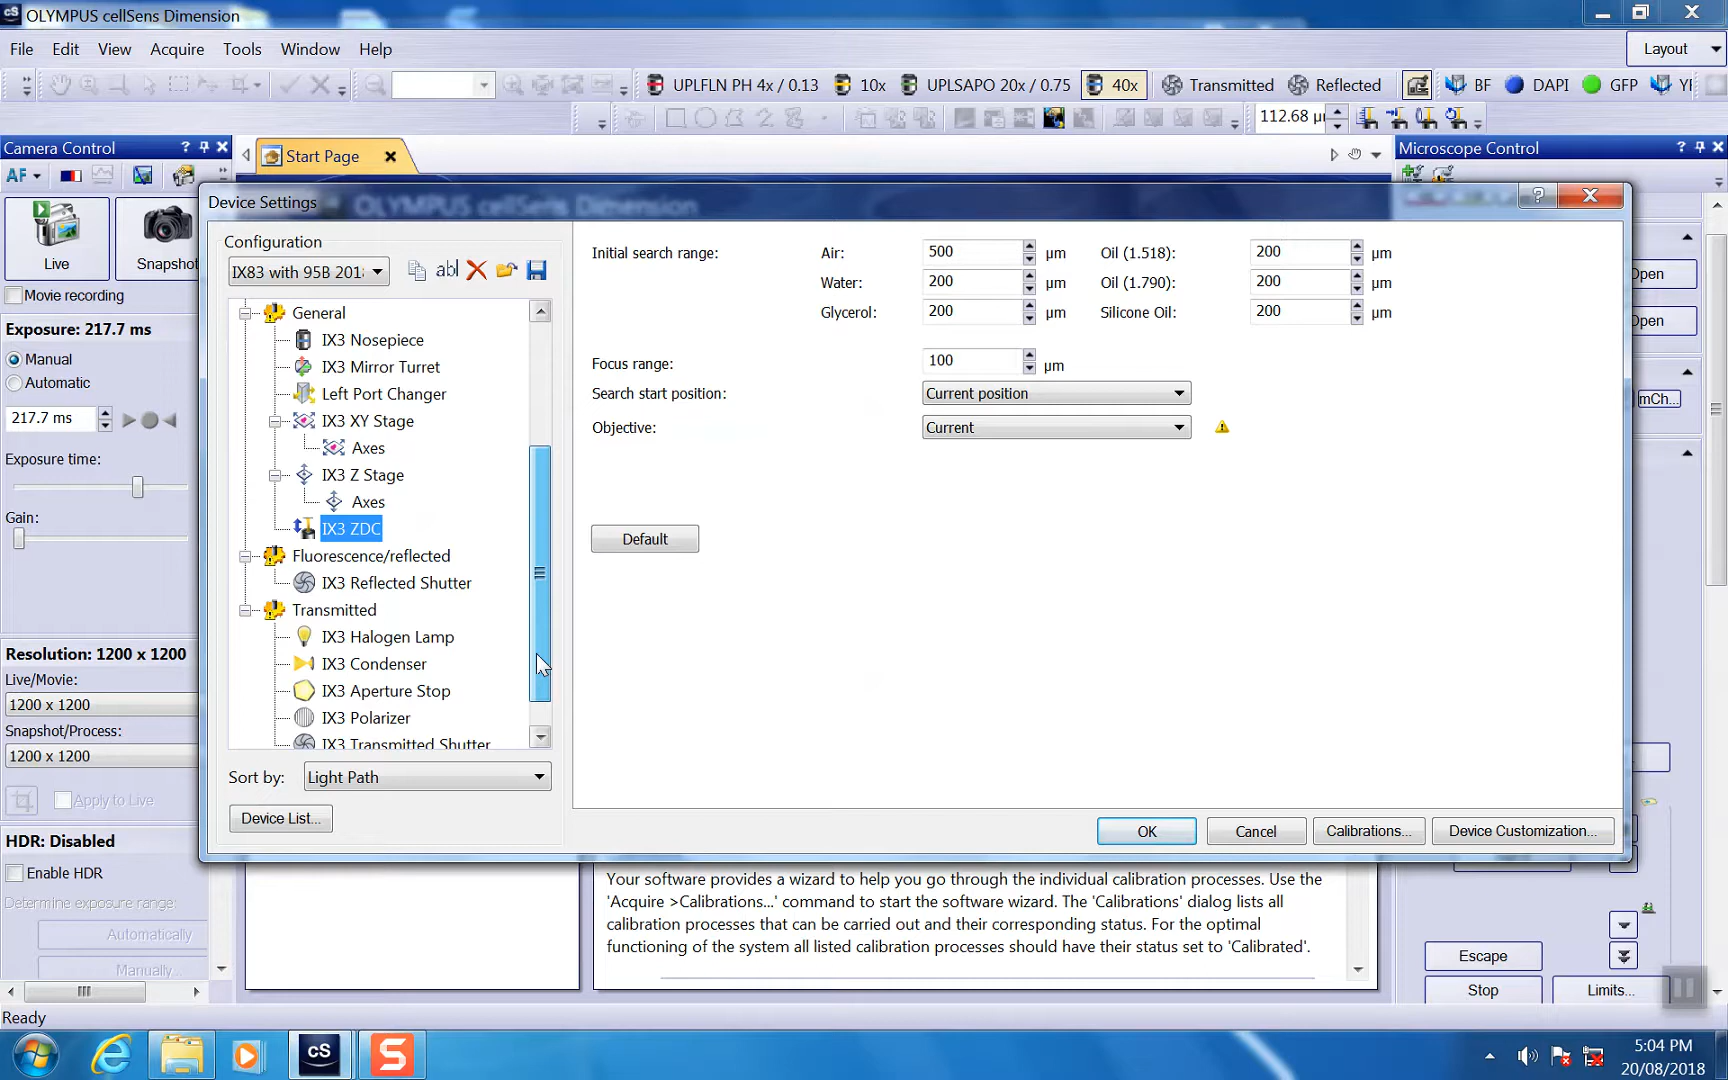 OLYMPUS cellSens Dimension
File Edit View Acquire Tools Window Help
Layout
UPLFLN PH 4x / 0.13 10x UPLSAPO 20x / 0.75 40x Transmitted Reflected BF DAPI GFP
112.68
Camera Control
Start Page
Microscope Control
AF
Device Settings
OLYMPUS cellSens Dimension
Live
Snapshot
Movie recording
Exposure: 217.7 ms
Manual
Automatic
217.7 ms
Exposure time:
Gain:
Resolution: 1200 x 1200
Live/Movie:
1200 x 1200
Snapshot/Process:
1200 x 1200
Apply to Live
HDR: Disabled
Enable HDR
Determine exposure range:
Automatically
Manually...
Configuration
IX83 with 95B 201
abl
General
IX3 Nosepiece
IX3 Mirror Turret
Left Port Changer
IX3 XY Stage
Axes
IX3 Z Stage
Axes
IX3 ZDC
Fluorescence/reflected
IX3 Reflected Shutter
Transmitted
IX3 Halogen Lamp
IX3 Condenser
IX3 Aperture Stop
IX3 Polarizer
IX3 Transmitted Shutter
Sort by: Light Path
Device List...
Initial search range: Air: 500 µm Oil (1.518): 200 µm
Water: 200 µm Oil (1.790): 200 µm
Glycerol: 200 µm Silicone Oil: 200 µm
Focus range: 100 µm
Search start position: Current position
Objective: Current
Default
OK Cancel Calibrations... Device Customization...
Open
Open
mCh...
Your software provides a wizard to help you go through the individual calibration processes. Use the
'Acquire >Calibrations...' command to start the software wizard. The 'Calibrations' dialog lists all
calibration processes that can be carried out and their corresponding status. For the optimal
functioning of the system all listed calibration processes should have their status set to 'Calibrated'.
Escape
Stop Limits...
Ready
cS
S
5:04 PM
20/08/2018